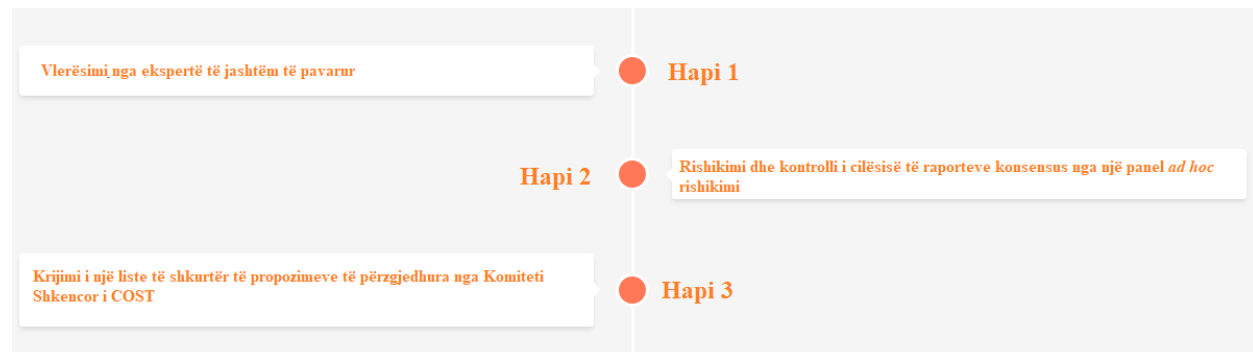 Vlerësimi nga ekspertë të jashtëm të pavarur
Hapi 1
Hapi 2
Rishikimi dhe kontrolli i cilësisë të raporteve konsensus nga një panel ad hoc
rishikimi
Krijimi i një liste të shkurtër të propozimeve të përzgjedhura nga Komiteti
Shkencor i COST
Hapi 3